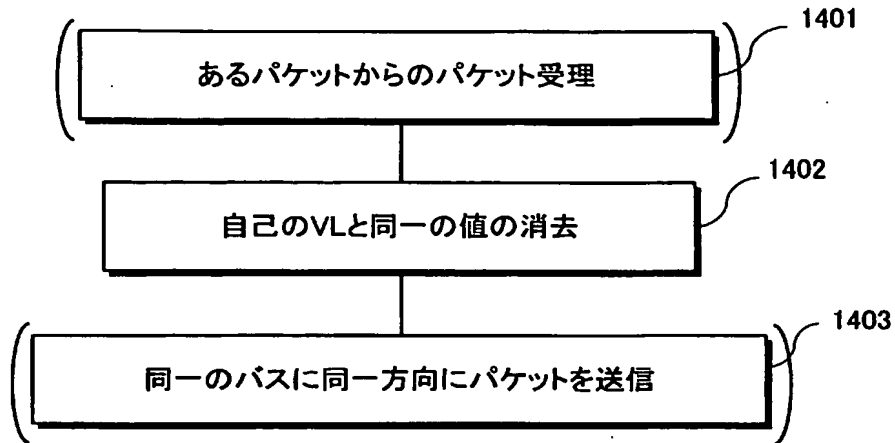 1401
あるパケットからのパケット受理
1402
自己のVLと同一の値の消去
1403
同一のバスに同一方向にパケットを送信